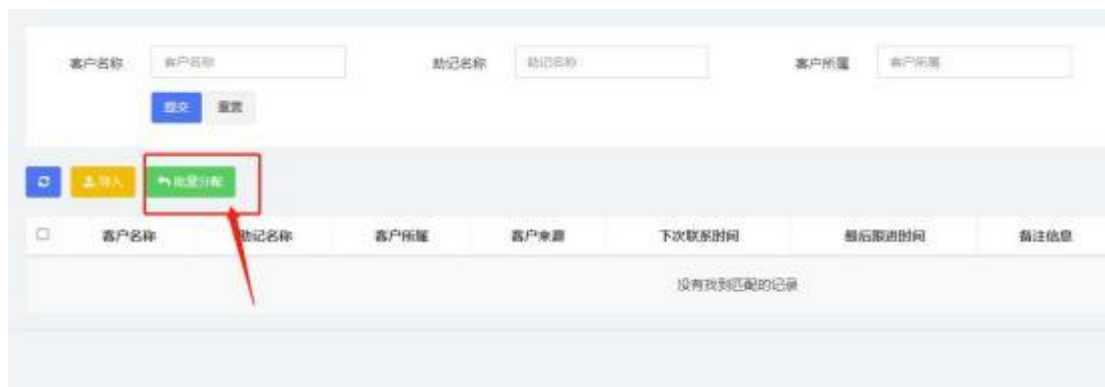 客户名称 客户名称 助记名称 助记名称 客户所属 客户所属
提交 重置
导入 批量分配
客户名称 助记名称 客户所属 客户来源 下次联系时间 最后跟进时间 备注信息
没有找到匹配的记录